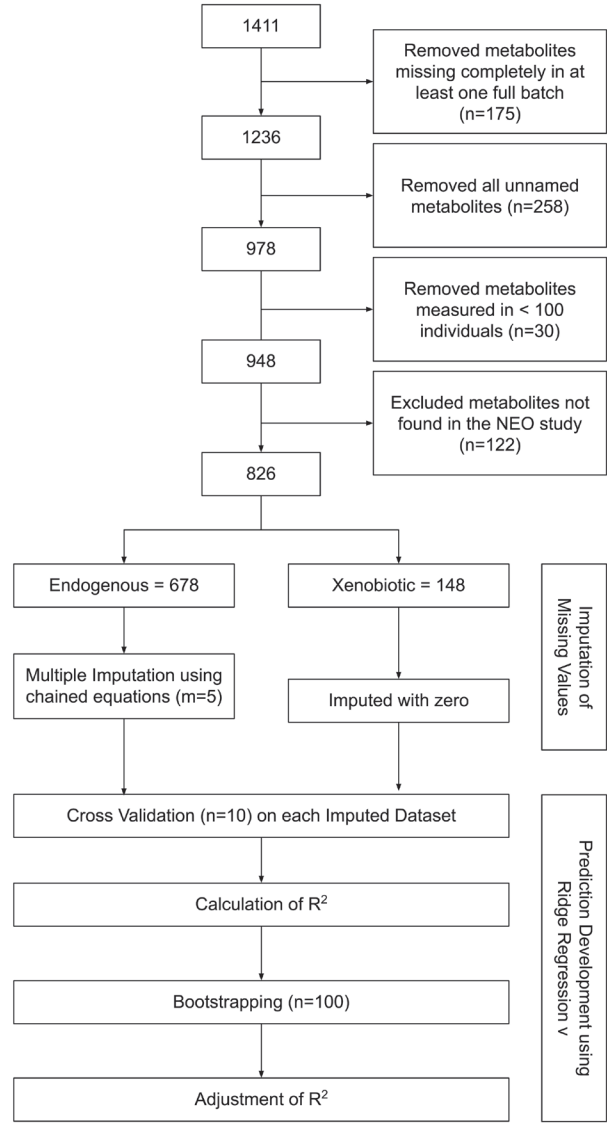 1411
Removed metabolites
missing completely in at
least one full batch
(n=175)
1236
Removed all unnamed
metabolites (n=258)
978
Removed metabolites
measured in < 100
individuals (n=30)
948
Excluded metabolites not
found in the NEO study
(n=122)
826
Endogenous = 678
Xenobiotic = 148
Imputation of
Missing Values
Multiple Imputation using
chained equations (m=5)
Imputed with zero
Cross Validation (n=10) on each Imputed Dataset
Prediction Development using
Ridge Regression v
Calculation of R²
Bootstrapping (n=100)
Adjustment of R²